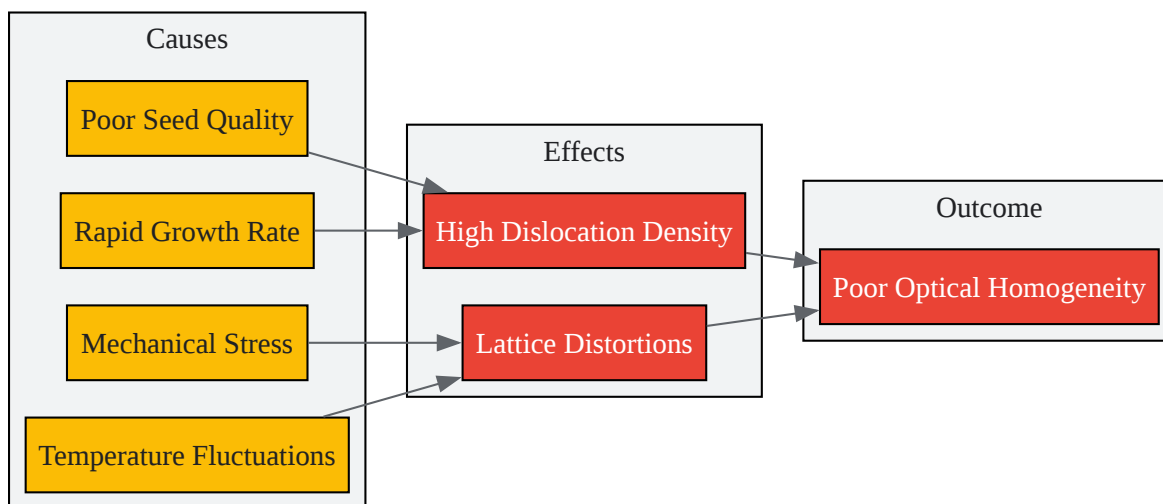 Causes
Poor Seed Quality
Rapid Growth Rate
Mechanical Stress
Temperature Fluctuations
Effects
High Dislocation Density
Lattice Distortions
Outcome
Poor Optical Homogeneity